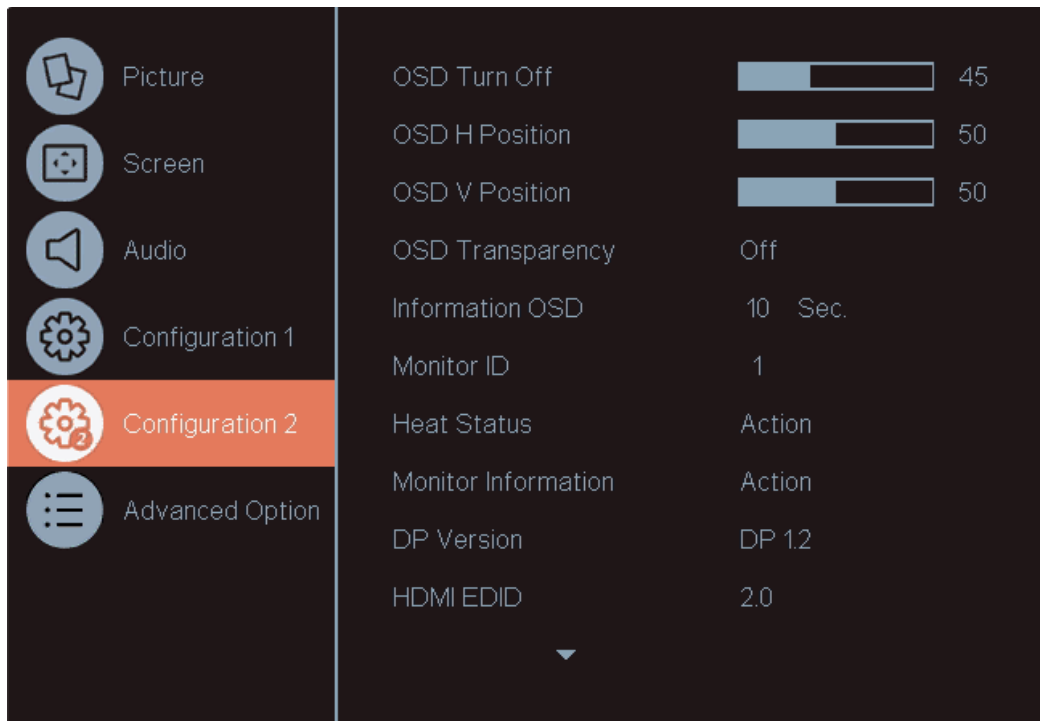 Picture
Screen
Audio
Configuration 1
2
Configuration 2
Advanced Option
OSD Turn Off 45
OSD H Position 50
OSD V Position 50
OSD Transparency Off
Information OSD 10 Sec.
Monitor ID 1
Heat Status Action
Monitor Information Action
DP Version DP 1.2
HDMI EDID 2.0